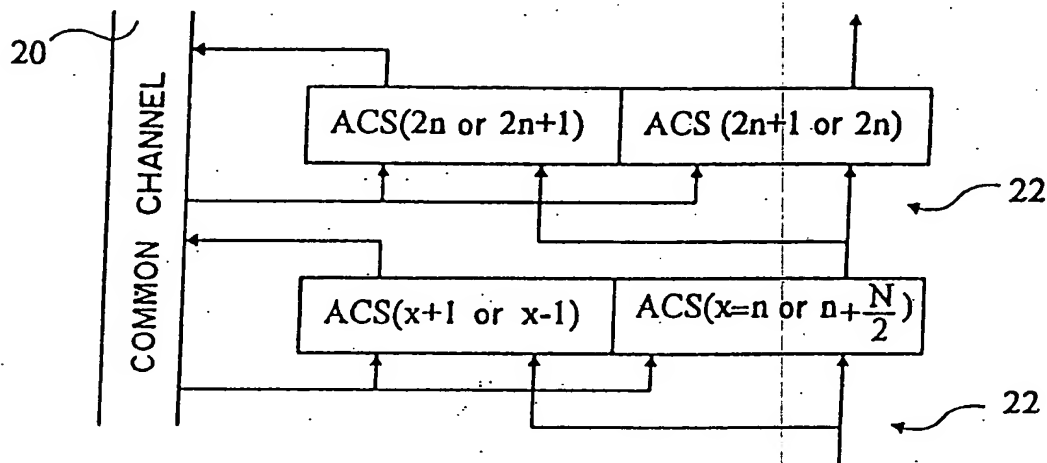 20
COMMON CHANNEL
ACS(2n or 2n+1)
ACS (2n+1 or 2n)
22
ACS(x+1 or x-1)
ACS(x=n or n+N/2)
22